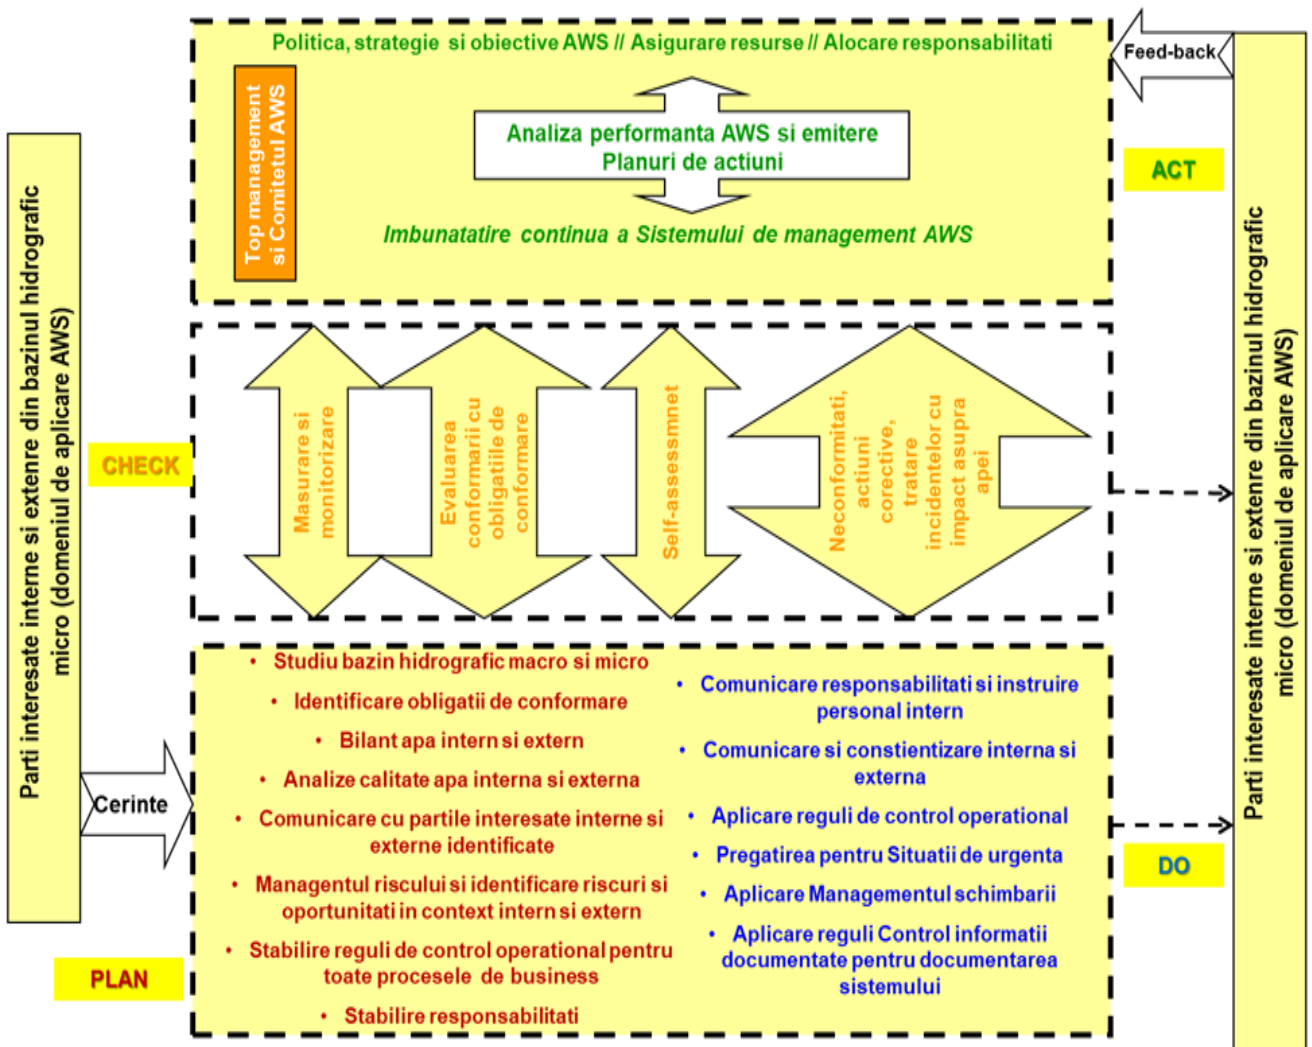 Politica, strategie si obiective AWS // Asigurare resurse // Alocare responsabilitati
Feed-back
Top management
si Comitetul AWS
Analiza performanta AWS si emitere
Planuri de actiuni
Imbunatatire continua a Sistemului de management AWS
ACT
Parti interesate interne si extenre din bazinul hidrografic
micro (domeniul de aplicare AWS)
CHECK
Masurare si
monitorizare
Evaluarea
conformarii cu
obligatiile de
conformare
Self-assessmnet
Neconformitati,
actiuni
corective,
tratare
incidentelor cu
impact asupra
apei
Parti interesate interne si extenre din bazinul hidrografic
micro (domeniul de aplicare AWS)
Cerinte
PLAN
• Studiu bazin hidrografic macro si micro
• Identificare obligatii de conformare
• Bilant apa intern si extern
• Analize calitate apa interna si externa
• Comunicare cu partile interesate interne si
externe identificate
• Managentul riscului si identificare riscuri si
oportunitati in context intern si extern
• Stabilire reguli de control operational pentru
toate procesele de business
• Stabilire responsabilitati
• Comunicare responsabilitati si instruire
personal intern
• Comunicare si constientizare interna si
externa
• Aplicare reguli de control operational
• Pregatirea pentru Situatii de urgenta
• Aplicare Managementul schimbarii
• Aplicare reguli Control informatii
documentate pentru documentarea
sistemului
DO